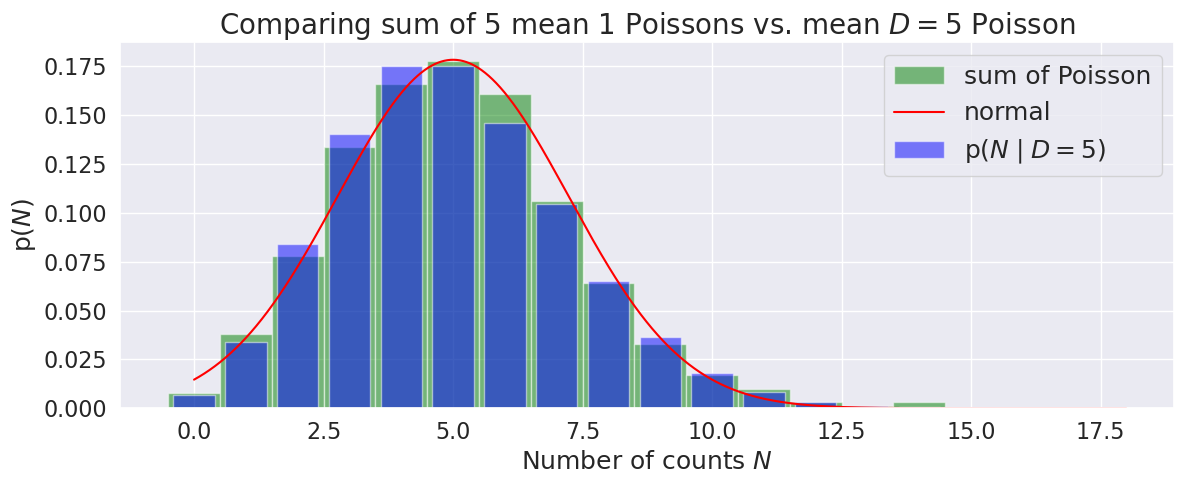 Comparing sum of 5 mean 1 Poissons vs. mean D = 5 Poisson
sum of Poisson
normal
p(N | D = 5)
p(N)
0.175
0.150
0.125
0.100
0.075
0.050
0.025
0.000
0.0 2.5 5.0 7.5 10.0 12.5 15.0 17.5
Number of counts N